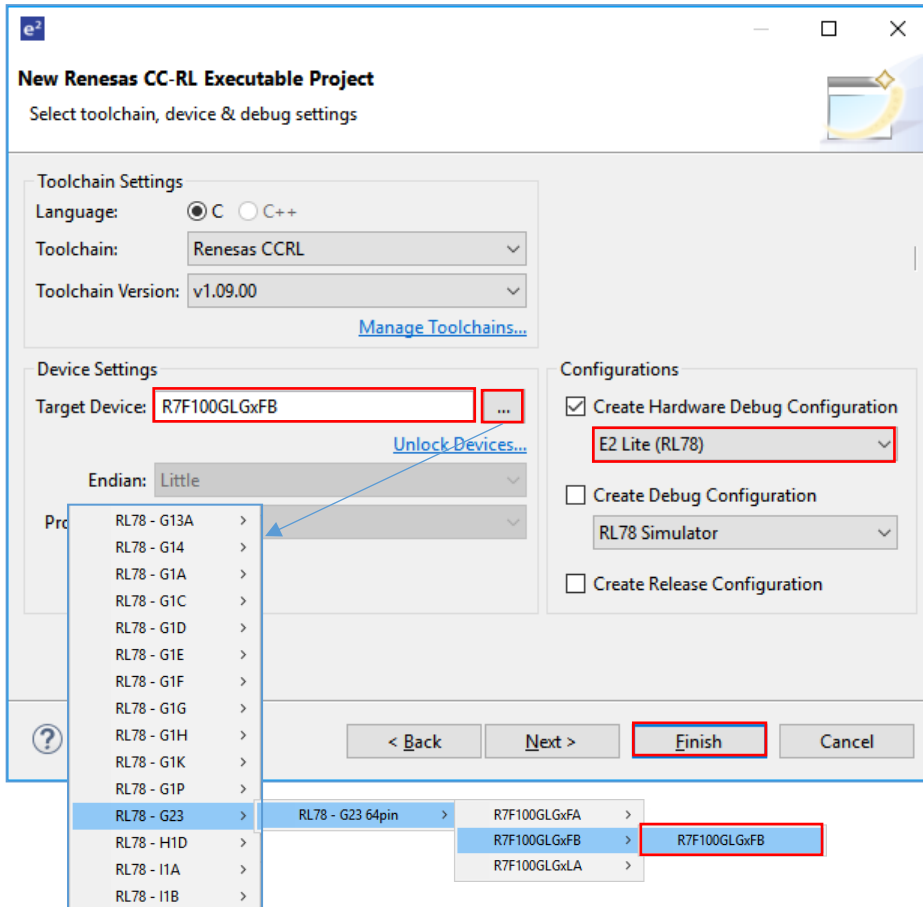 e²
New Renesas CC-RL Executable Project
Select toolchain, device & debug settings
Toolchain Settings
Language: C C++
Toolchain: Renesas CCRL
Toolchain Version: v1.09.00
Manage Toolchains...
Device Settings
Target Device: R7F100GLGxFB ...
Unlock Devices...
Endian: Little
Configurations
Create Hardware Debug Configuration
E2 Lite (RL78)
Create Debug Configuration
RL78 Simulator
Create Release Configuration
RL78 - G13A >
RL78 - G14 >
RL78 - G1A >
RL78 - G1C >
RL78 - G1D >
RL78 - G1E >
RL78 - G1F >
RL78 - G1G >
RL78 - G1H >
RL78 - G1K >
RL78 - G1P >
RL78 - G23 >
RL78 - H1D >
RL78 - I1A >
RL78 - I1B >
RL78 - G23 64pin >
R7F100GLGxFA >
R7F100GLGxFB >
R7F100GLGxLA >
R7F100GLGxFB
? < Back Next > Finish Cancel